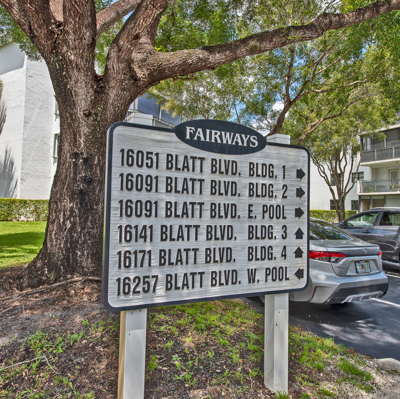 FAIRWAYS
16051 BLATT BLVD. BLDG. 1
16091 BLATT BLVD. BLDG. 2
16091 BLATT BLVD. E. POOL
16141 BLATT BLVD. BLDG. 3
16171 BLATT BLVD. BLDG. 4
16257 BLATT BLVD. W. POOL